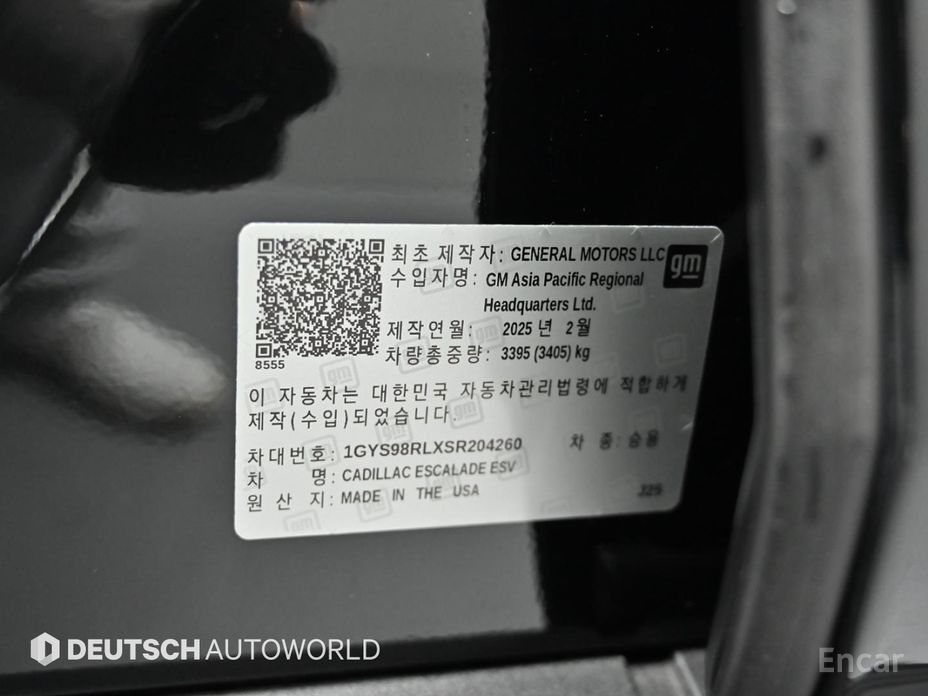 최초 제작자: GENERAL MOTORS LLC gm
수입자명: GM Asia Pacific Regional
Headquarters Ltd.
제작연월: 2025 년 2 월
차량총중량: 3395 (3405) kg
8555
이 자동차는 대한민국 자동차관리법령에 적합하게
제작(수입)되었습니다.
차대번호: 1GYS98RLXSR204260 차 종: 승용
차 명: CADILLAC ESCALADE ESV
원 산 지: MADE IN THE USA J25
DEUTSCH AUTOWORLD
Encar